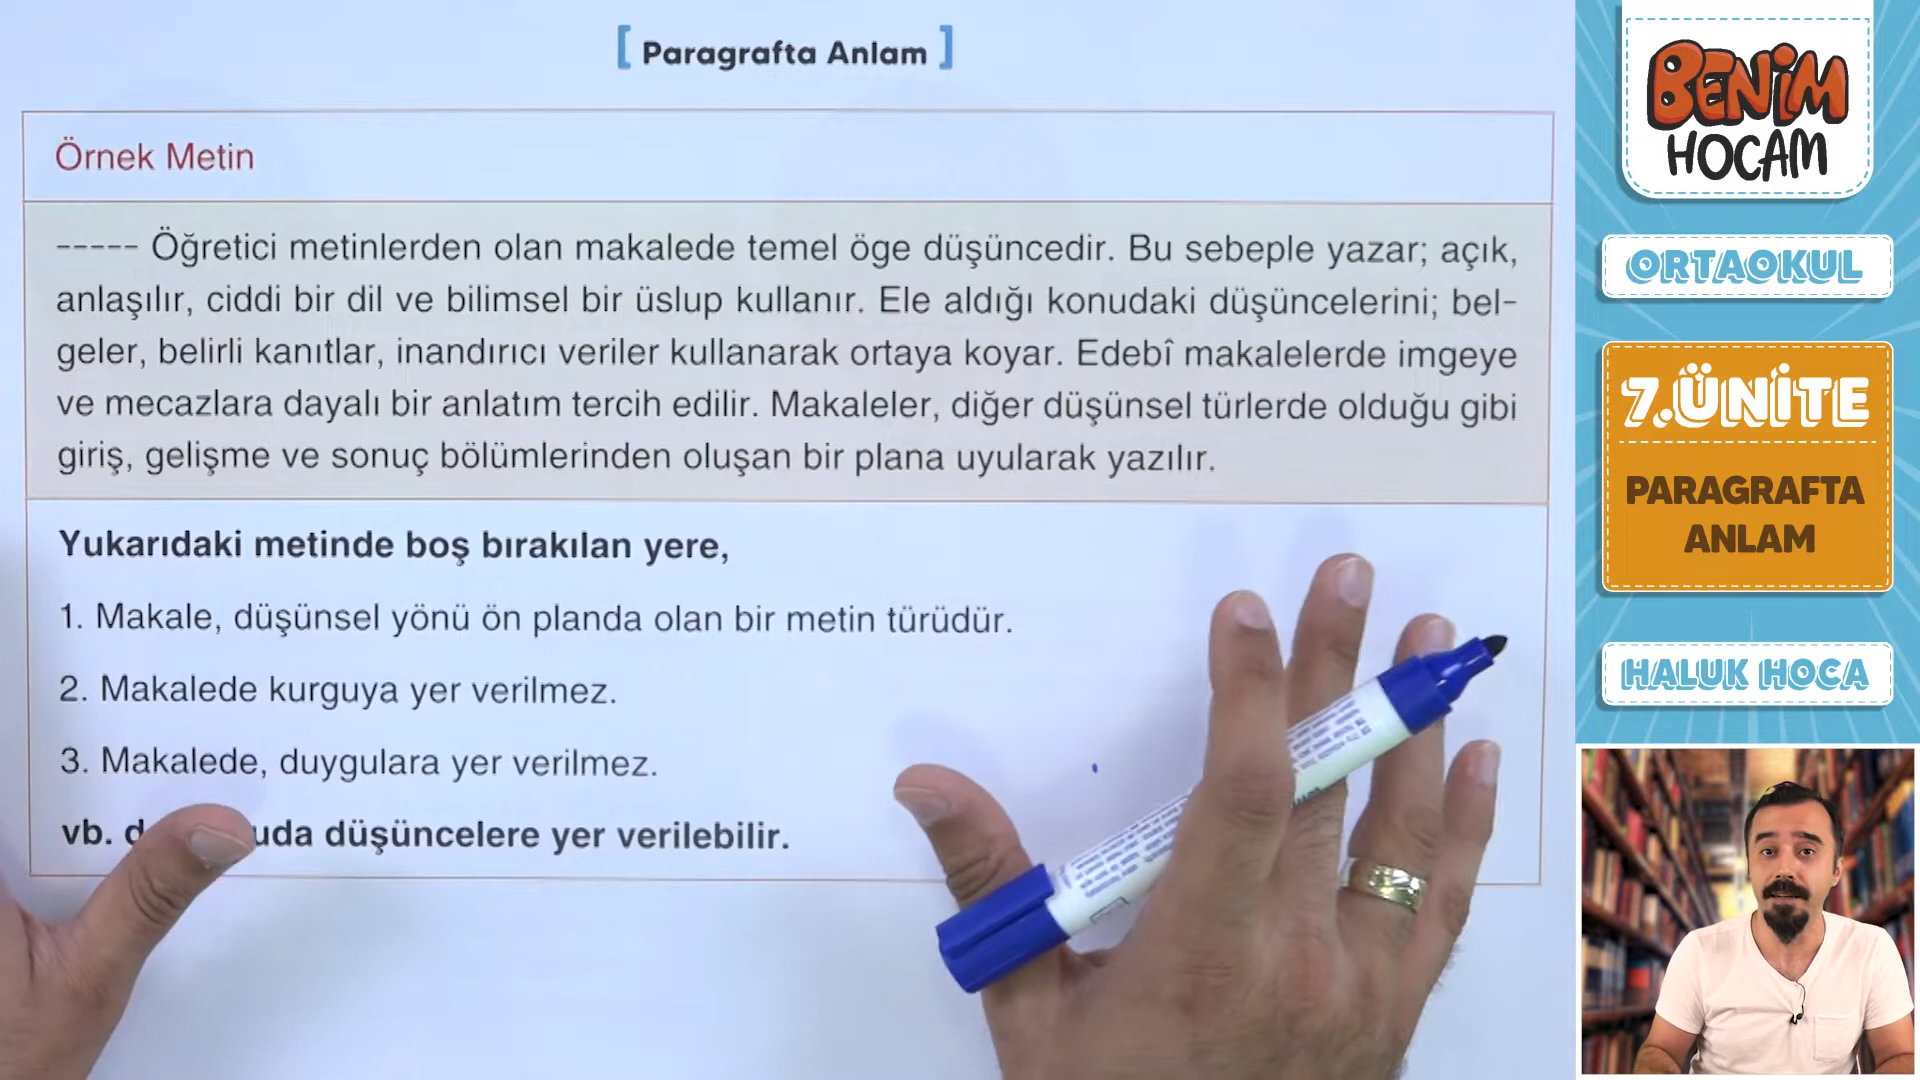 [ Paragrafta Anlam ]
Örnek Metin
----- Öğretici metinlerden olan makalede temel öge düşüncedir. Bu sebeple yazar; açık,
anlaşılır, ciddi bir dil ve bilimsel bir üslup kullanır. Ele aldığı konudaki düşüncelerini; bel-
geler, belirli kanıtlar, inandırıcı veriler kullanarak ortaya koyar. Edebî makalelerde imgeye
ve mecazlara dayalı bir anlatım tercih edilir. Makaleler, diğer düşünsel türlerde olduğu gibi
giriş, gelişme ve sonuç bölümlerinden oluşan bir plana uyularak yazılır.
Yukarıdaki metinde boş bırakılan yere,
1. Makale, düşünsel yönü ön planda olan bir metin türüdür.
2. Makalede kurguya yer verilmez.
3. Makalede, duygulara yer verilmez.
vb. düşüncelere yer verilebilir.
BENİM
HOCAM
ORTAOKUL
7.ÜNİTE
PARAGRAFTA
ANLAM
HALUK HOCA